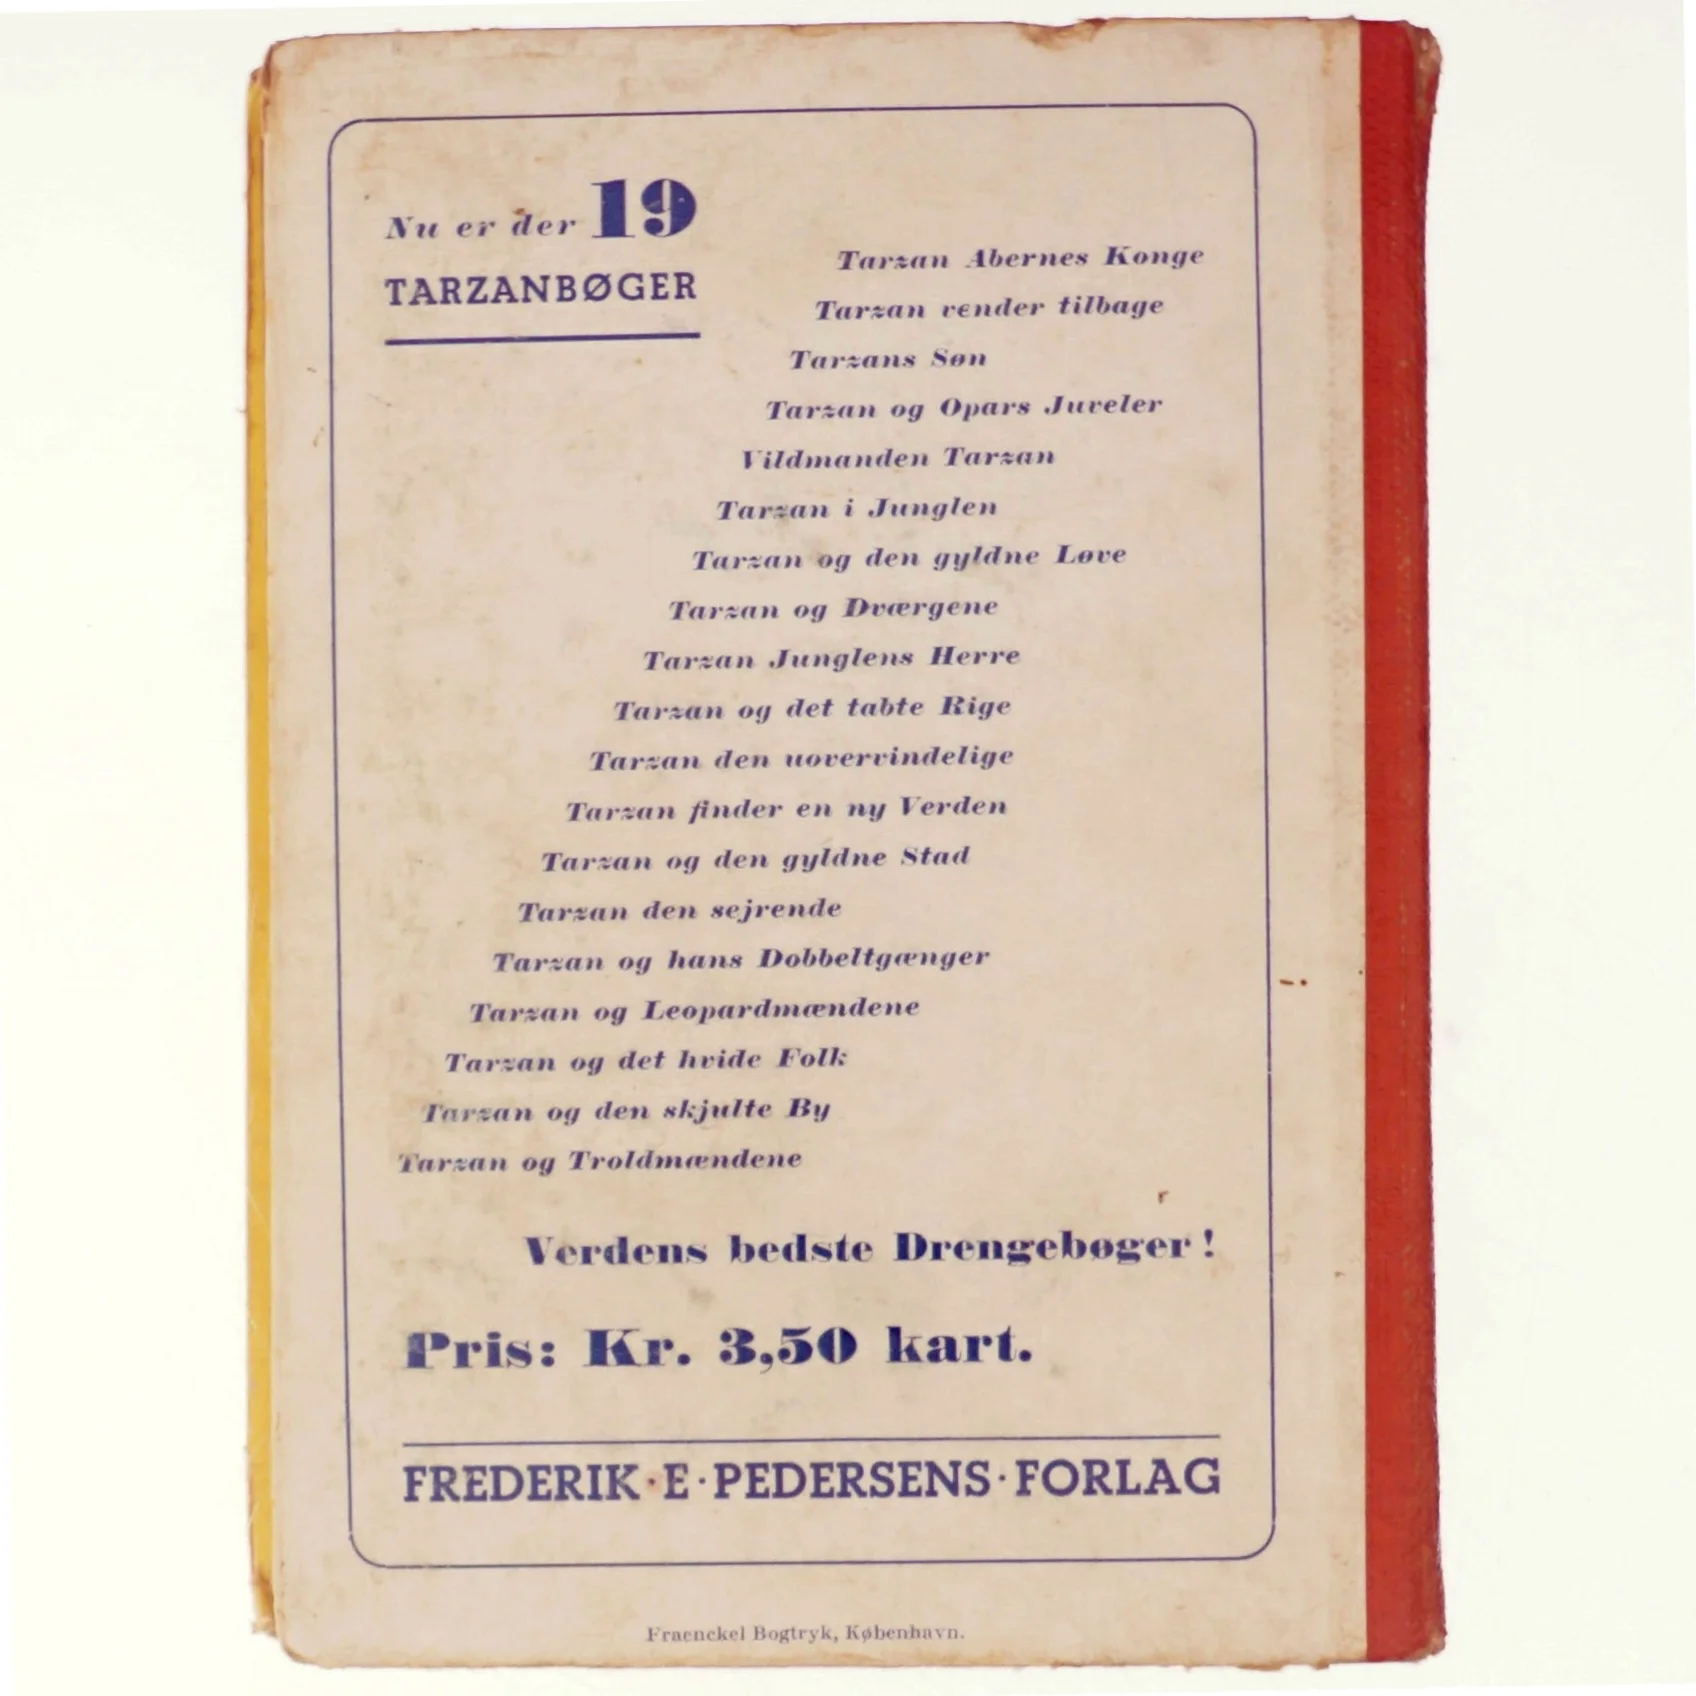 Nu er der 19
TARZANBØGER
Tarzan Abernes Konge
Tarzan vender tilbage
Tarzans Søn
Tarzan og Opars Juveler
Vildmanden Tarzan
Tarzan i Junglen
Tarzan og den gyldne Løve
Tarzan og Dværgene
Tarzan Junglens Herre
Tarzan og det tabte Rige
Tarzan den uovervindelige
Tarzan finder en ny Verden
Tarzan og den gyldne Stad
Tarzan den sejrende
Tarzan og hans Dobbeltgænger
Tarzan og Leopardmændene
Tarzan og det hvide Folk
Tarzan og den skjulte By
Tarzan og Troldmændene
Verdens bedste Drengebøger!
Pris: Kr. 3,50 kart.
FREDERIK·E·PEDERSENS·FORLAG
Fraenckel Bogtryk, København.